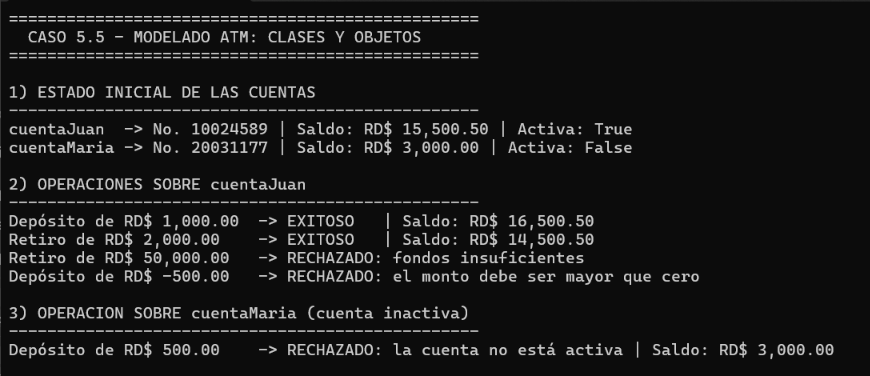 =================================================
CASO 5.5 - MODELADO ATM: CLASES Y OBJETOS
=================================================
1) ESTADO INICIAL DE LAS CUENTAS
-------------------------------------------------
cuentaJuan  -> No. 10024589 | Saldo: RD$ 15,500.50 | Activa: True
cuentaMaria -> No. 20031177 | Saldo: RD$ 3,000.00 | Activa: False
2) OPERACIONES SOBRE cuentaJuan
-------------------------------------------------
Depósito de RD$ 1,000.00  -> EXITOSO   | Saldo: RD$ 16,500.50
Retiro de RD$ 2,000.00    -> EXITOSO   | Saldo: RD$ 14,500.50
Retiro de RD$ 50,000.00   -> RECHAZADO: fondos insuficientes
Depósito de RD$ -500.00   -> RECHAZADO: el monto debe ser mayor que cero
3) OPERACION SOBRE cuentaMaria (cuenta inactiva)
-------------------------------------------------
Depósito de RD$ 500.00    -> RECHAZADO: la cuenta no está activa | Saldo: RD$ 3,000.00